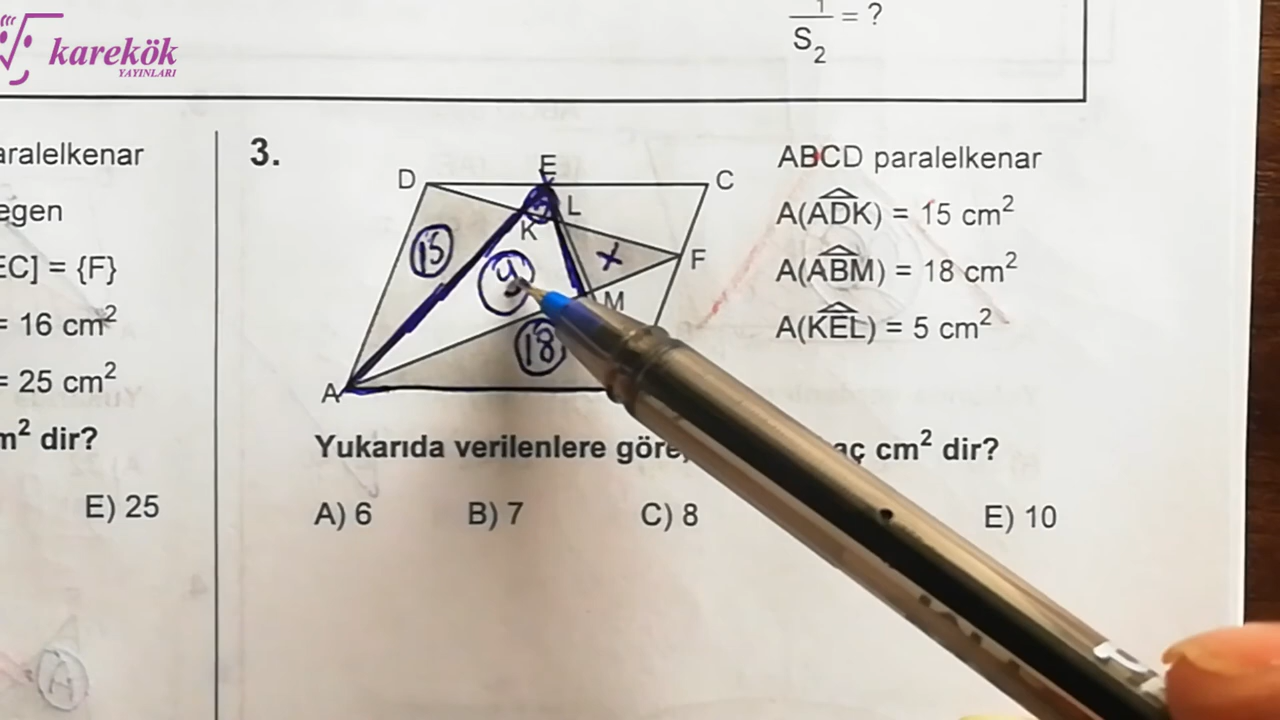 karekök
YAYINLARI
1
S2
= ?
aralelkenar
egen
EC] = {F}
= 16 cm²
= 25 cm²
m² dir?
E) 25
3.
D
E
C
L
K
15
x
F
y
M
18
A
ABCD paralelkenar
A(ADK) = 15 cm²
A(ABM) = 18 cm²
A(KEL) = 5 cm²
Yukarıda verilenlere göre, aç cm² dir?
A) 6 B) 7 C) 8 E) 10